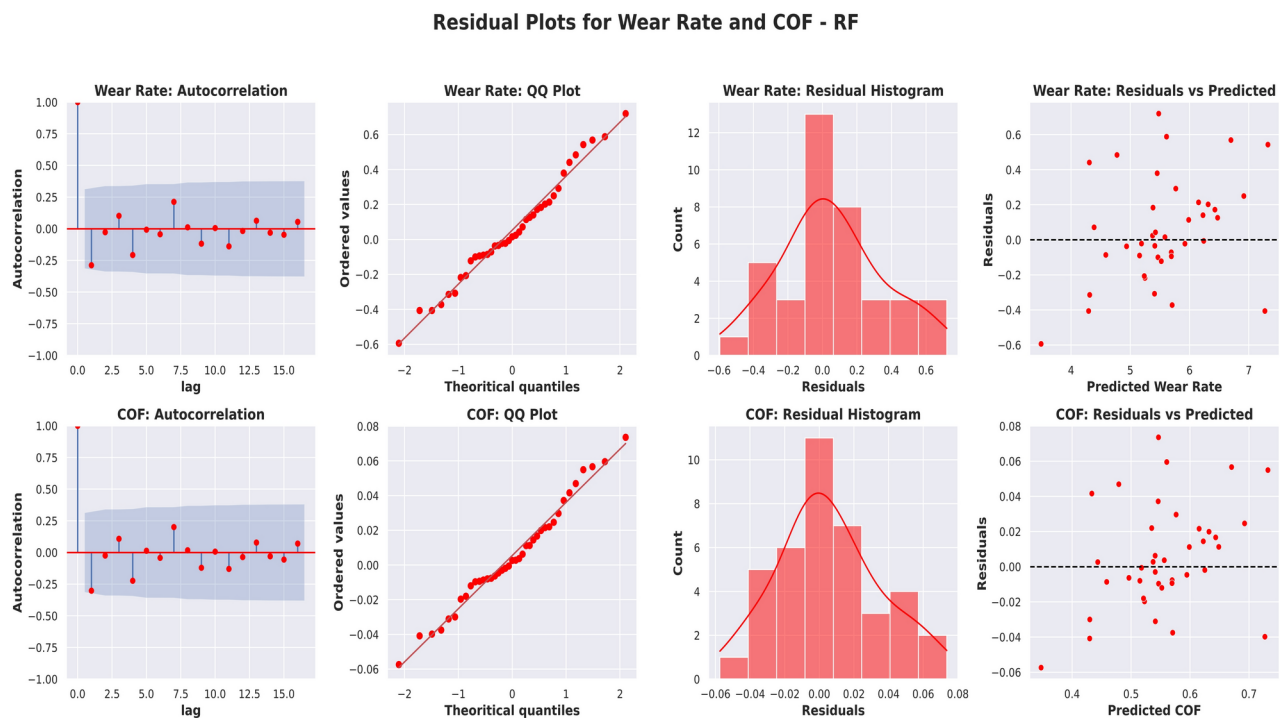 Residual Plots for Wear Rate and COF - RF
Wear Rate: Autocorrelation
Autocorrelation
1.00
0.75
0.50
0.25
0.00
−0.25
−0.50
−0.75
−1.00
0.0 2.5 5.0 7.5 10.0 12.5 15.0
lag
Wear Rate: QQ Plot
Ordered values
0.6
0.4
0.2
0.0
−0.2
−0.4
−0.6
−2 −1 0 1 2
Theoritical quantiles
Wear Rate: Residual Histogram
Count
12
10
8
6
4
2
0
−0.6 −0.4 −0.2 0.0 0.2 0.4 0.6
Residuals
Wear Rate: Residuals vs Predicted
Residuals
0.6
0.4
0.2
0.0
−0.2
−0.4
−0.6
4 5 6 7
Predicted Wear Rate
COF: Autocorrelation
Autocorrelation
1.00
0.75
0.50
0.25
0.00
−0.25
−0.50
−0.75
−1.00
0.0 2.5 5.0 7.5 10.0 12.5 15.0
lag
COF: QQ Plot
Ordered values
0.08
0.06
0.04
0.02
0.00
−0.02
−0.04
−0.06
−2 −1 0 1 2
Theoritical quantiles
COF: Residual Histogram
Count
10
8
6
4
2
0
−0.06 −0.04 −0.02 0.00 0.02 0.04 0.06 0.08
Residuals
COF: Residuals vs Predicted
Residuals
0.08
0.06
0.04
0.02
0.00
−0.02
−0.04
−0.06
0.4 0.5 0.6 0.7
Predicted COF